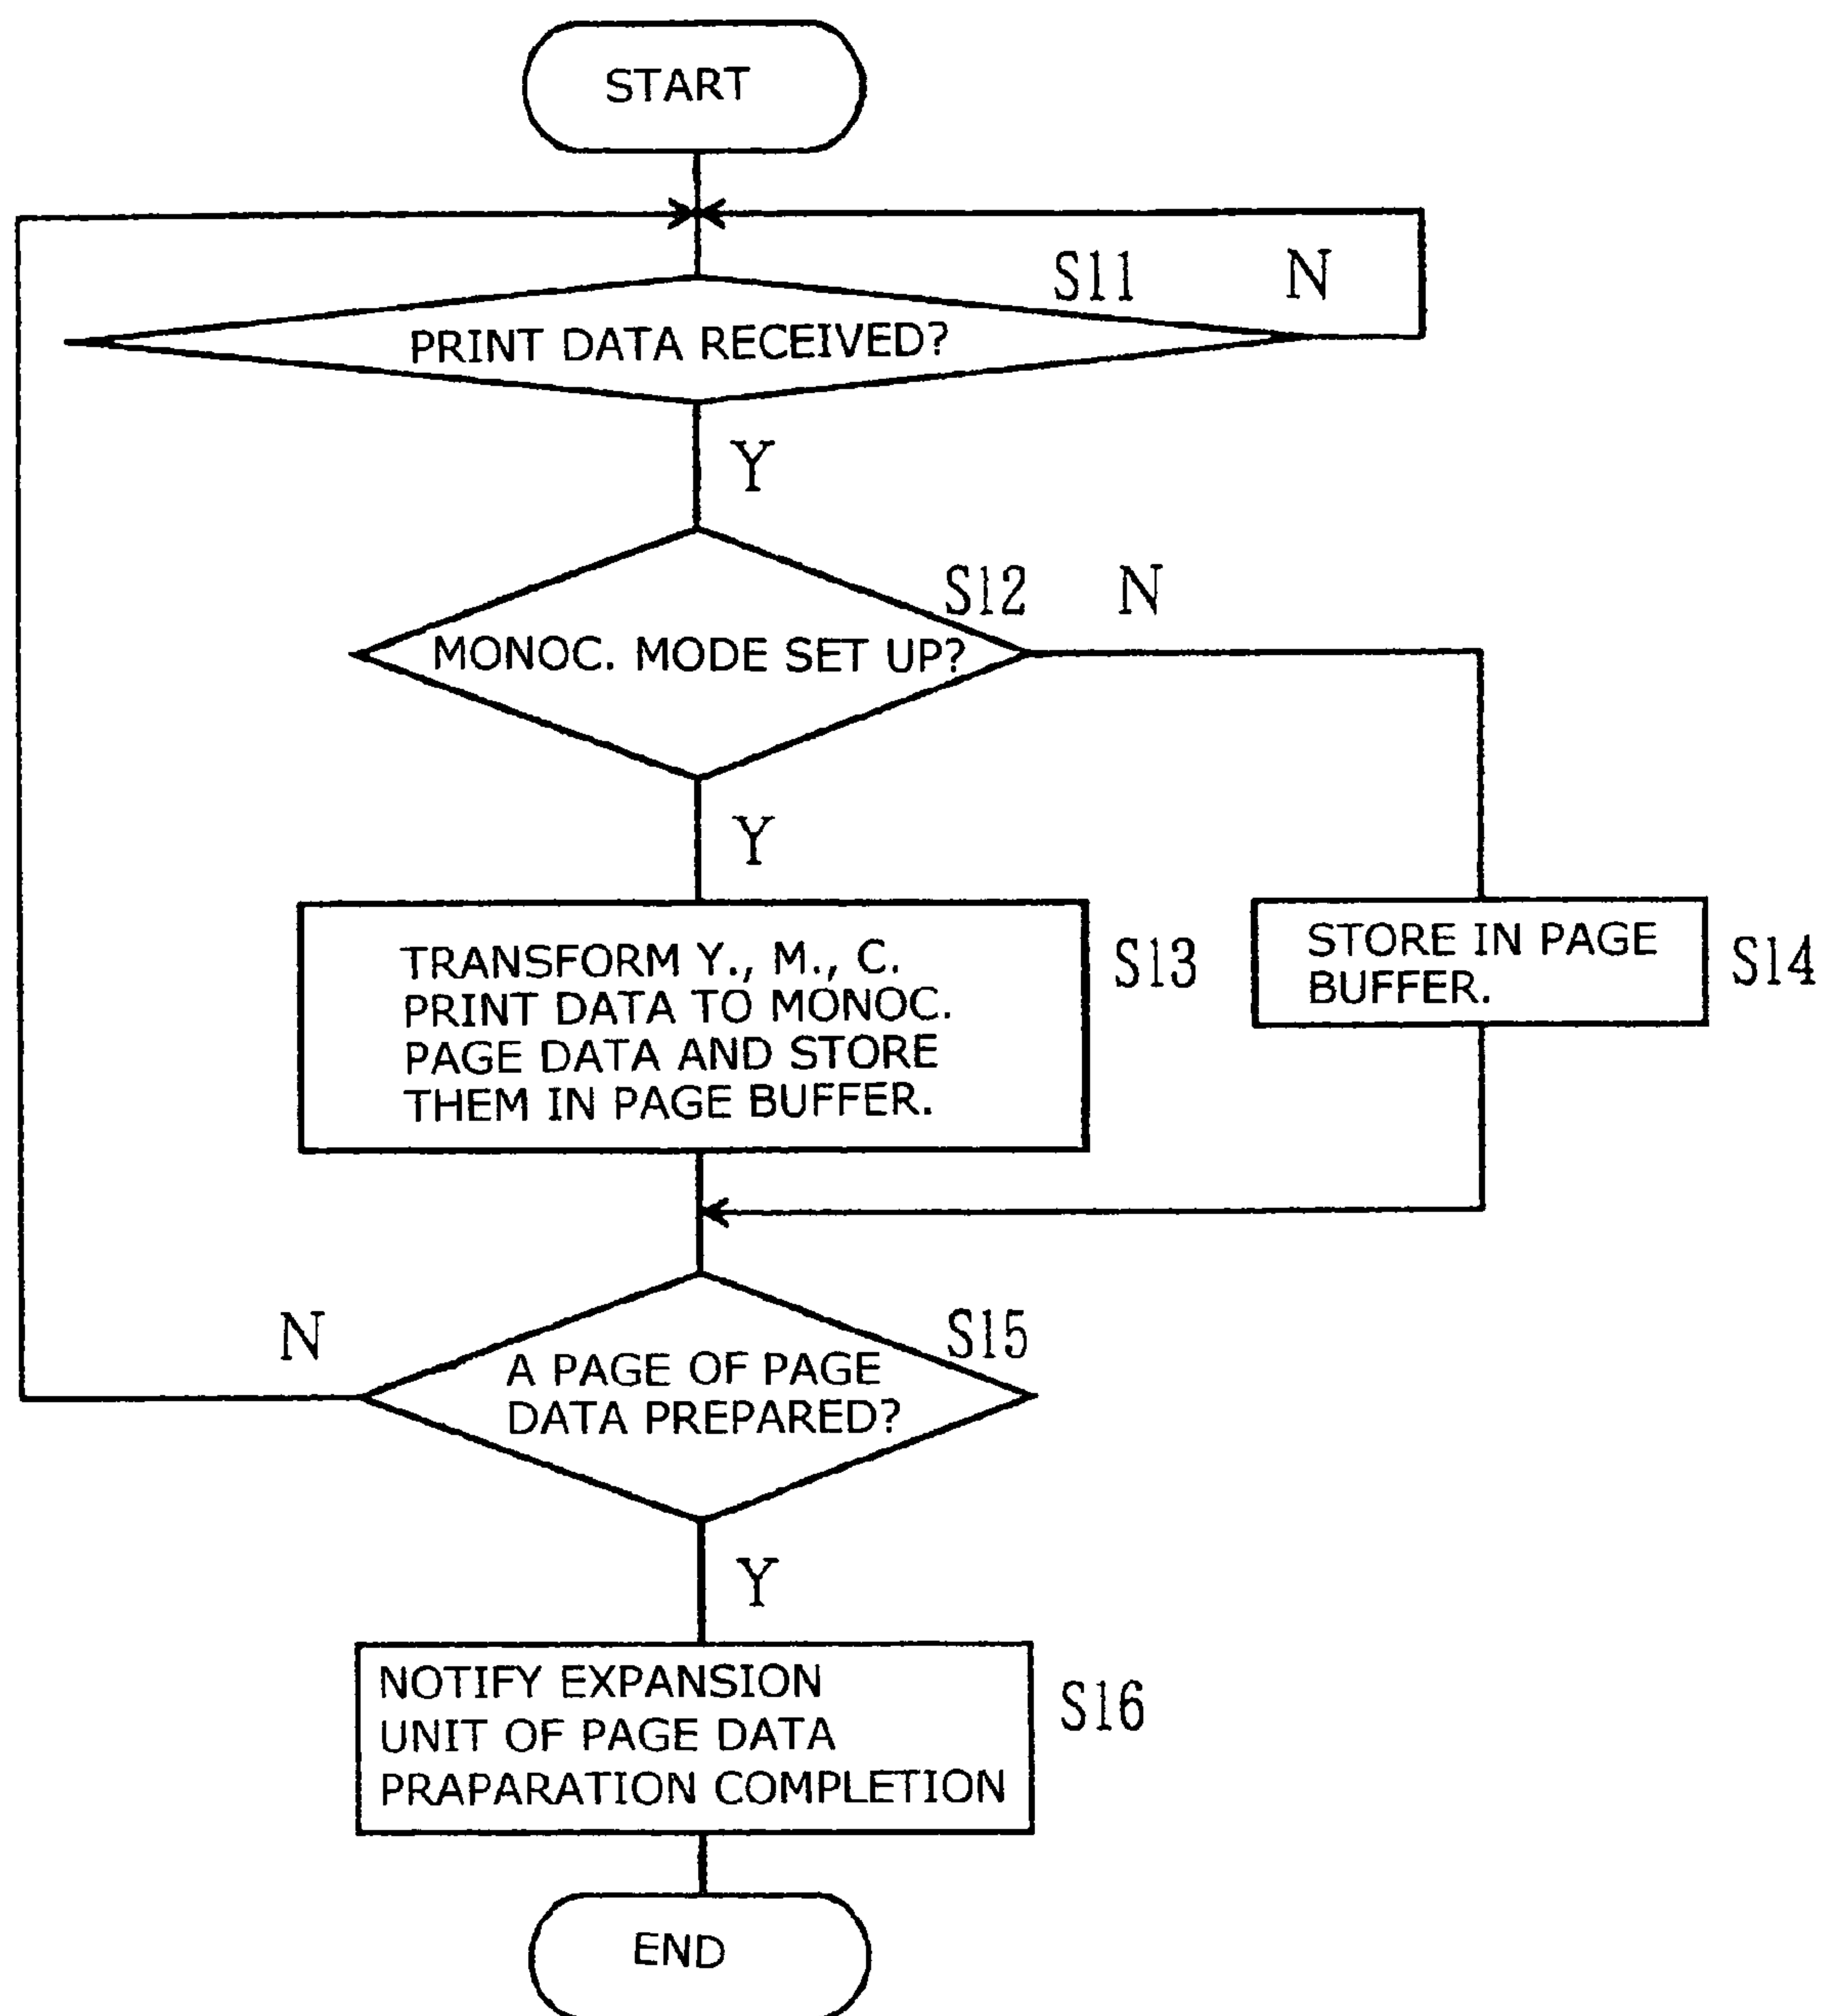 START
S11
N
PRINT DATA RECEIVED?
Y
S12
N
MONOC. MODE SET UP?
Y
TRANSFORM Y., M., C.
PRINT DATA TO MONOC.
PAGE DATA AND STORE
THEM IN PAGE BUFFER.
S13
STORE IN PAGE
BUFFER.
S14
N
S15
A PAGE OF PAGE
DATA PREPARED?
Y
NOTIFY EXPANSION
UNIT OF PAGE DATA
PRAPARATION COMPLETION
S16
END